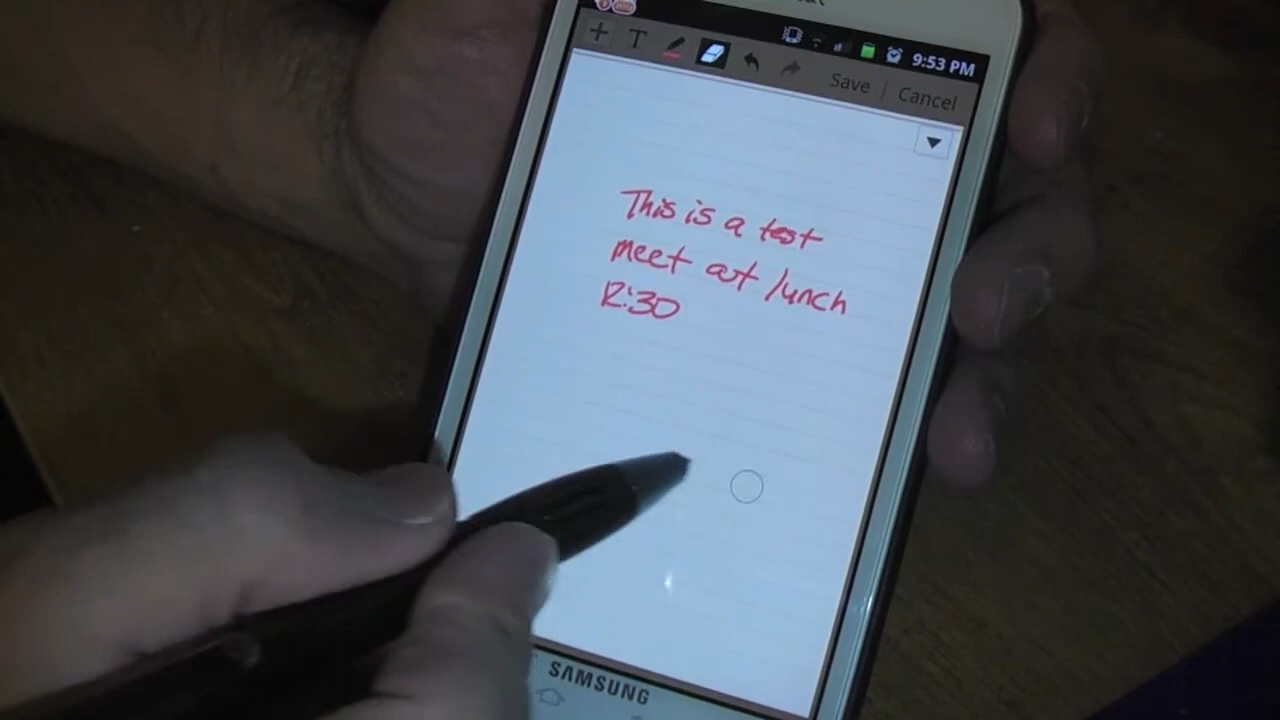 9:53 PM
T
Save | Cancel
This is a test
meet at lunch
12:30
SAMSUNG